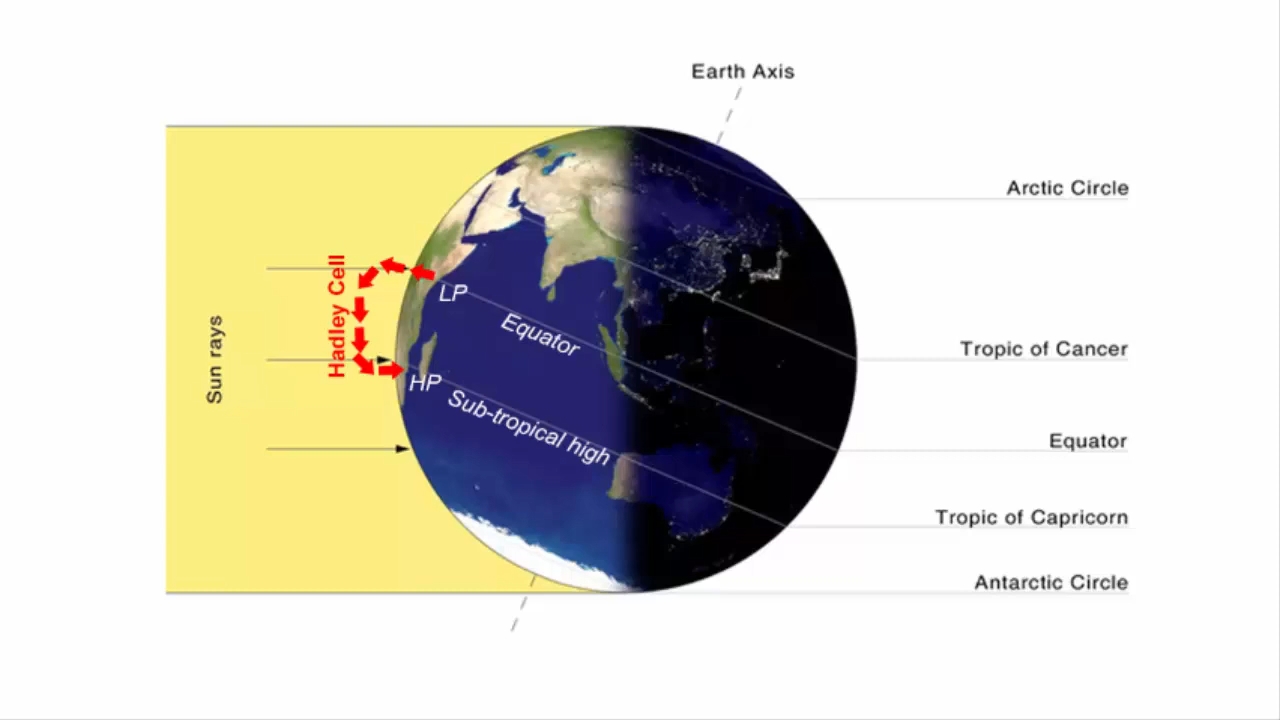 Earth Axis
Arctic Circle
Hadley Cell
LP
Equator
Sun rays
Tropic of Cancer
HP
Sub-tropical high
Equator
Tropic of Capricorn
Antarctic Circle